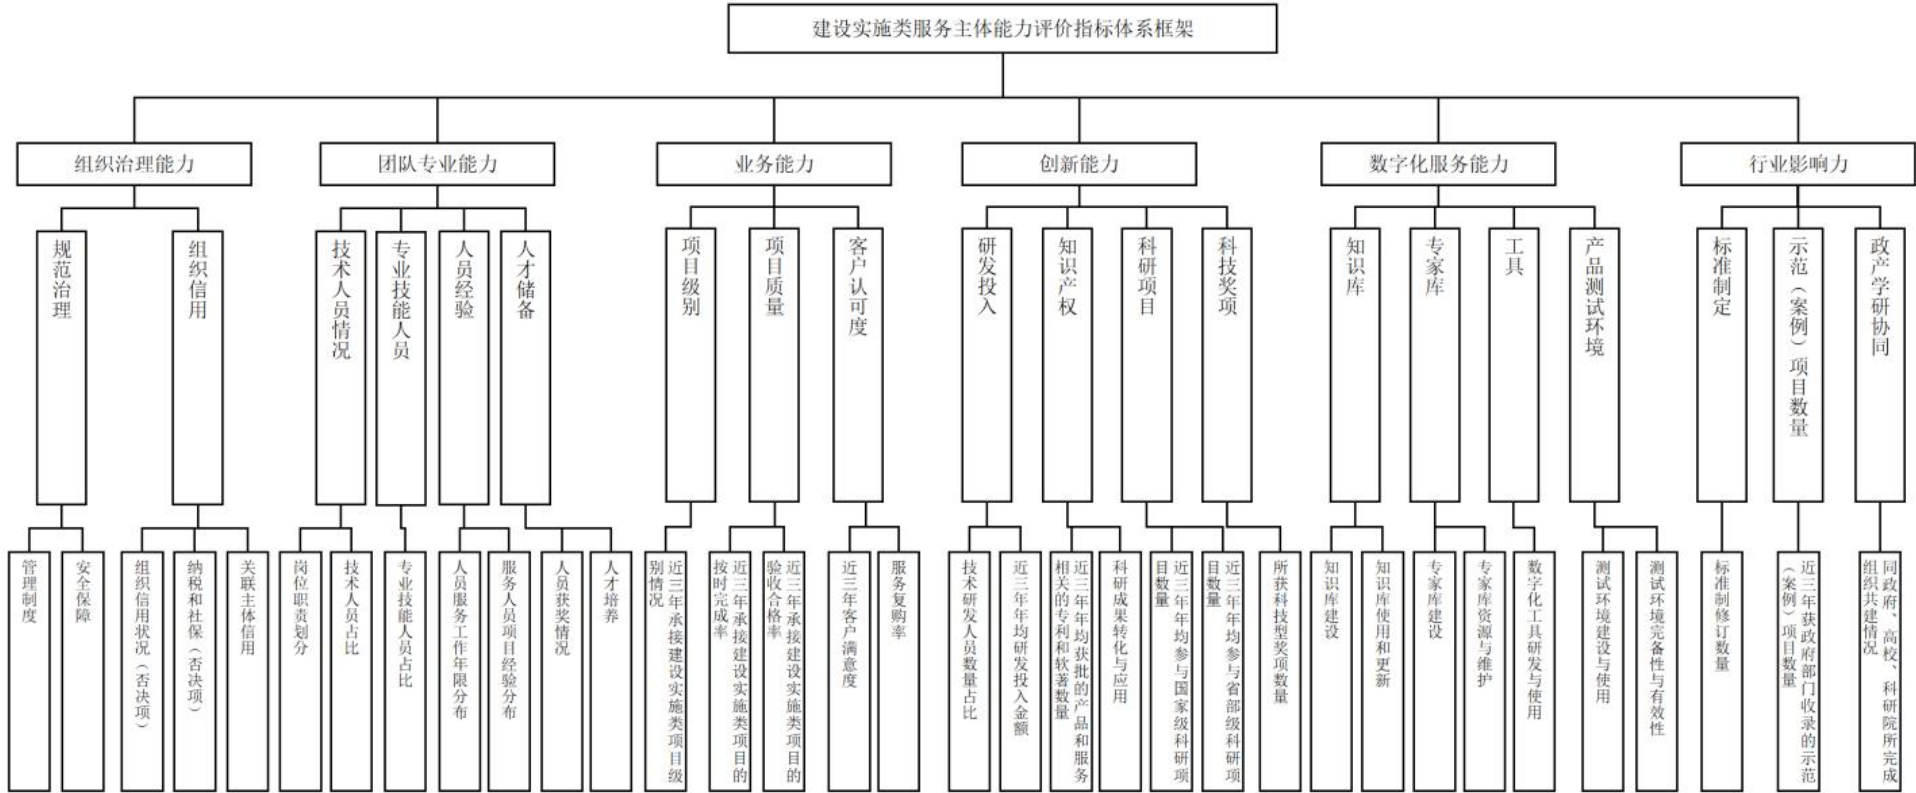 建设实施类服务主体能力评价指标体系框架
组织治理能力
团队专业能力
业务能力
创新能力
数字化服务能力
行业影响力
规范治理
组织信用
技术人员情况
专业技能人员
人员经验
人才储备
项目级别
项目质量
客户认可度
研发投入
知识产权
科研项目
科技奖项
知识库
专家库
工具
产品测试环境
标准制定
示范（案例）项目数量
政产学研协同
管理制度
安全保障
组织信用状况（否决项）
纳税和社保（否决项）
关联主体信用
岗位职责划分
技术人员占比
专业技能人员占比
人员服务工作年限分布
服务人员项目经验分布
人员获奖情况
人才培养
近三年承接建设实施类项目级
别情况
近三年承接建设实施类项目的
按时完成率
近三年承接建设实施类项目的
验收合格率
近三年客户满意度
服务复购率
技术研发人员数量占比
近三年年均研发投入金额
近三年年均获批的产品和服务
相关的专利和软著数量
科研成果转化与应用
近三年年均参与国家级科研项
目数量
近三年年均参与省部级科研项
目数量
所获科技型奖项数量
知识库建设
知识库使用和更新
专家库建设
专家库资源与维护
数字化工具研发与使用
测试环境建设与使用
测试环境完备性与有效性
标准制修订数量
近三年获政府部门收录的示范
（案例）项目数量
同政府、高校、科研院所完成
组织共建情况